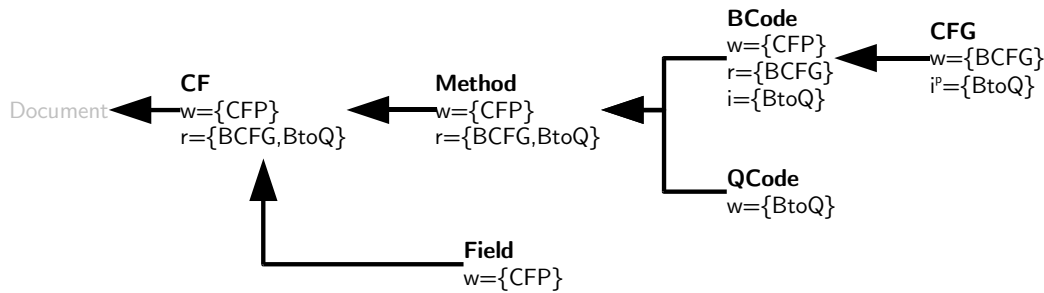 Document
CF
w={CFP}
r={BCFG,BtoQ}
Method
w={CFP}
r={BCFG,BtoQ}
BCode
w={CFP}
r={BCFG}
i={BtoQ}
CFG
w={BCFG}
iᵖ={BtoQ}
QCode
w={BtoQ}
Field
w={CFP}